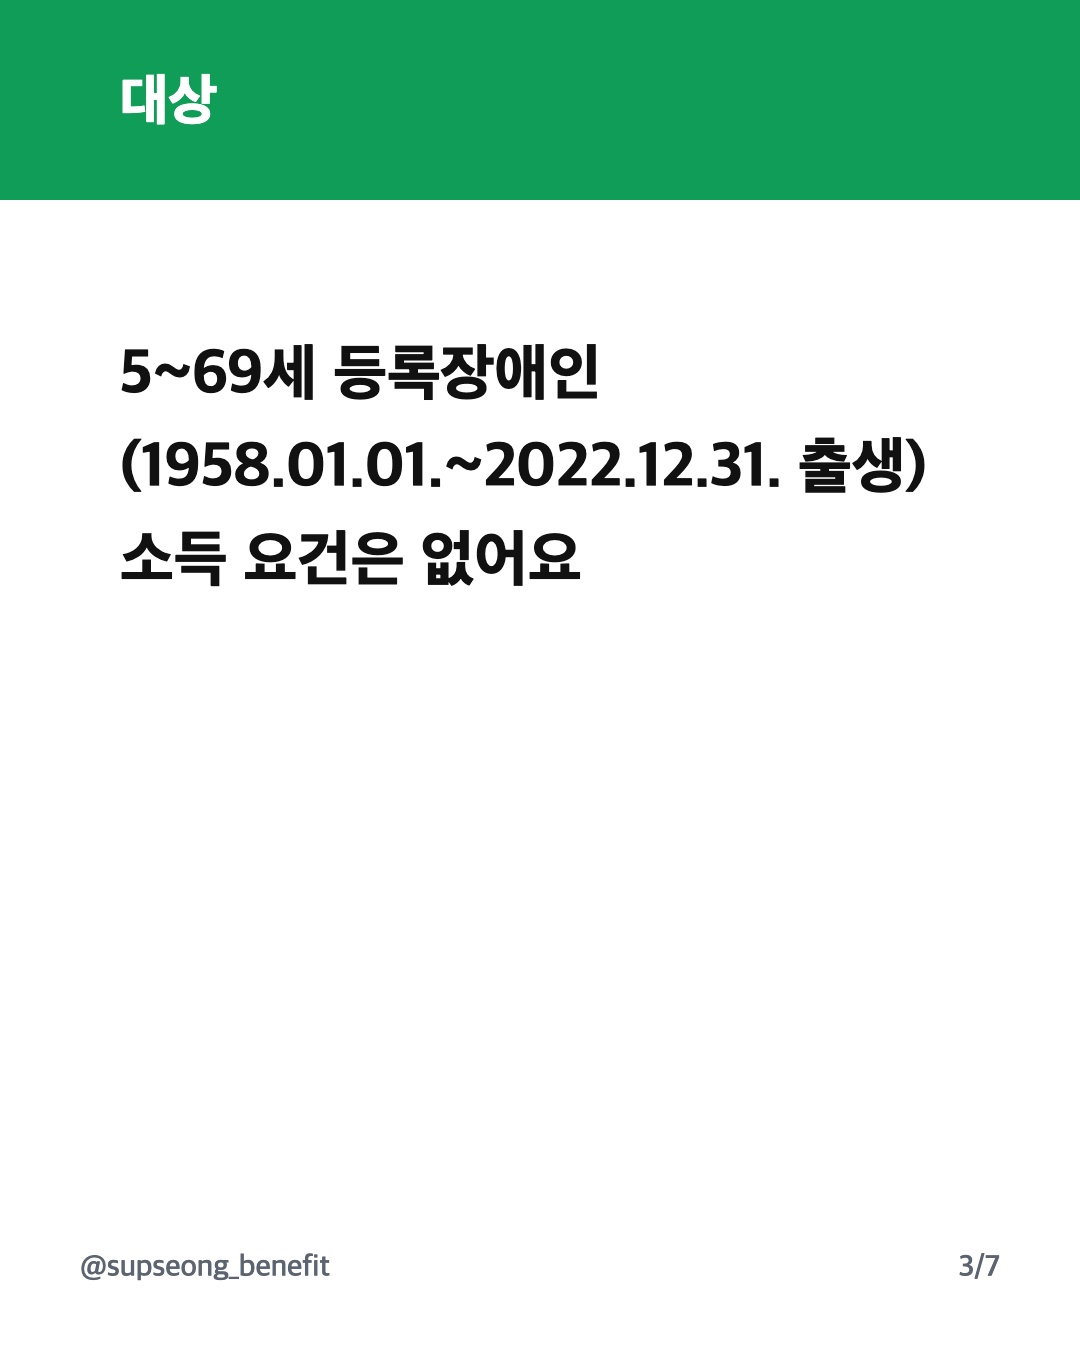 대상
5~69세 등록장애인
(1958.01.01.~2022.12.31. 출생)
소득 요건은 없어요
@supseong_benefit
3/7